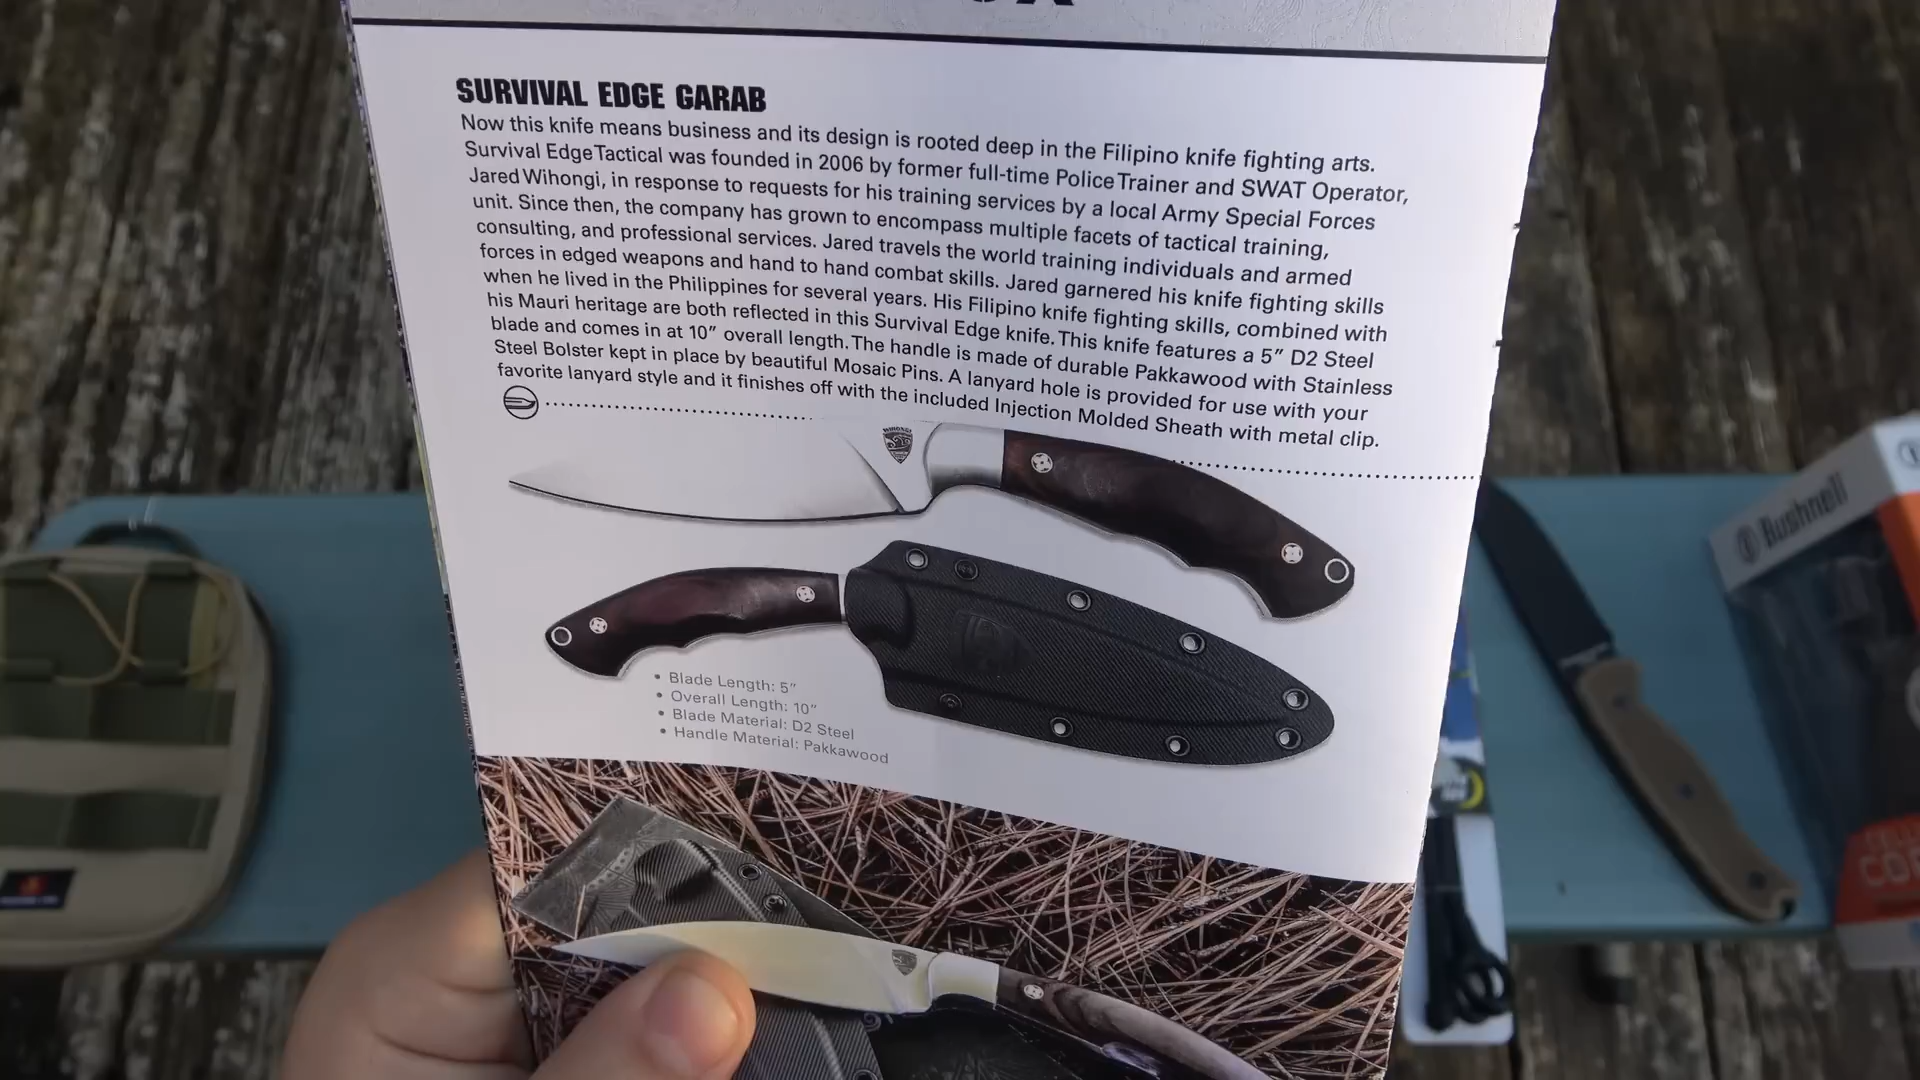 SURVIVAL EDGE GARAB
Now this knife means business and its design is rooted deep in the Filipino knife fighting arts.
Survival Edge Tactical was founded in 2006 by former full-time Police Trainer and SWAT Operator,
Jared Wihongi, in response to requests for his training services by a local Army Special Forces
unit. Since then, the company has grown to encompass multiple facets of tactical training,
consulting, and professional services. Jared travels the world training individuals and armed
forces in edged weapons and hand to hand combat skills. Jared garnered his knife fighting skills
when he lived in the Philippines for several years. His Filipino knife fighting skills, combined with
his Mauri heritage are both reflected in this Survival Edge knife. This knife features a 5″ D2 Steel
blade and comes in at 10″ overall length. The handle is made of durable Pakkawood with Stainless
Steel Bolster kept in place by beautiful Mosaic Pins. A lanyard hole is provided for use with your
favorite lanyard style and it finishes off with the included Injection Molded Sheath with metal clip.
WIHONGI
• Blade Length: 5″
• Overall Length: 10″
• Blade Material: D2 Steel
• Handle Material: Pakkawood
Bushnell